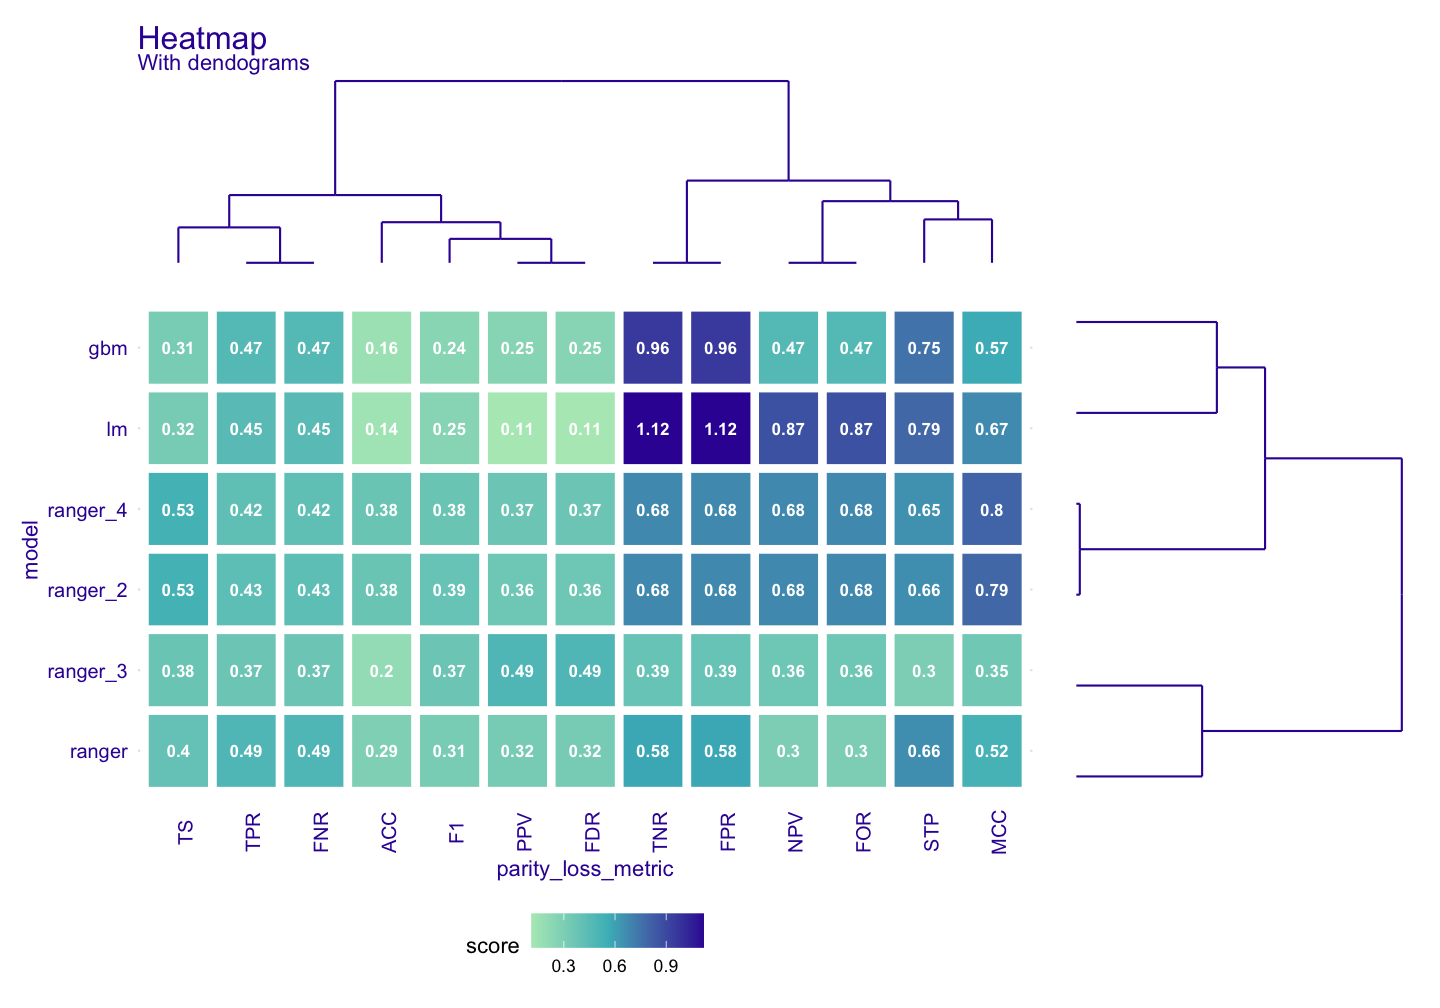 Heatmap
With dendograms
gbm 0.31 0.47 0.47 0.16 0.24 0.25 0.25 0.96 0.96 0.47 0.47 0.75 0.57
lm 0.32 0.45 0.45 0.14 0.25 0.11 0.11 1.12 1.12 0.87 0.87 0.79 0.67
ranger_4 0.53 0.42 0.42 0.38 0.38 0.37 0.37 0.68 0.68 0.68 0.68 0.65 0.8
ranger_2 0.53 0.43 0.43 0.38 0.39 0.36 0.36 0.68 0.68 0.68 0.68 0.66 0.79
ranger_3 0.38 0.37 0.37 0.2 0.37 0.49 0.49 0.39 0.39 0.36 0.36 0.3 0.35
ranger 0.4 0.49 0.49 0.29 0.31 0.32 0.32 0.58 0.58 0.3 0.3 0.66 0.52
model
TS TPR FNR ACC F1 PPV FDR TNR FPR NPV FOR STP MCC
parity_loss_metric
score
0.3 0.6 0.9